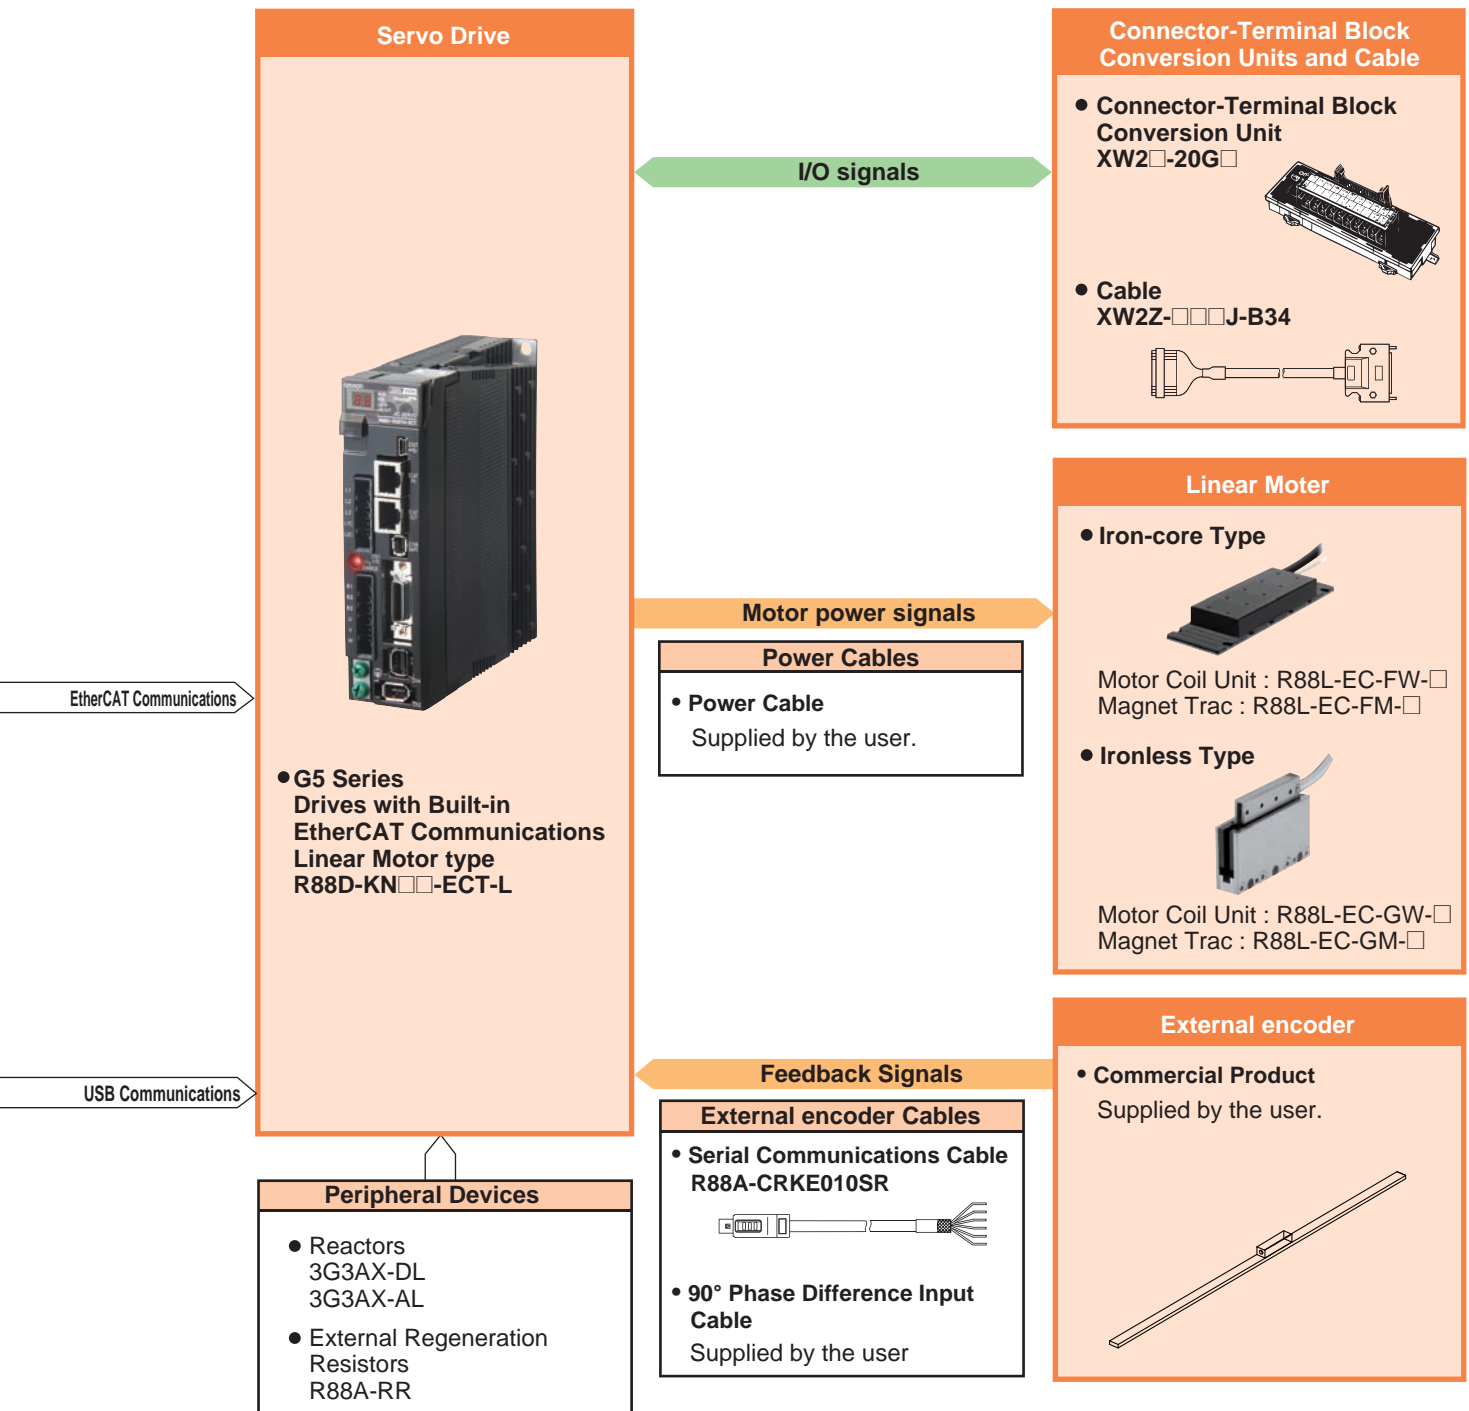 Servo Drive
G5 Series
Drives with Built-in
EtherCAT Communications
Linear Motor type
R88D-KN□□-ECT-L
EtherCAT Communications
USB Communications
Peripheral Devices
Reactors
3G3AX-DL
3G3AX-AL
External Regeneration
Resistors
R88A-RR
I/O signals
Motor power signals
Power Cables
Power Cable
Supplied by the user.
Feedback Signals
External encoder Cables
Serial Communications Cable
R88A-CRKE010SR
90° Phase Difference Input
Cable
Supplied by the user
Connector-Terminal Block
Conversion Units and Cable
Connector-Terminal Block
Conversion Unit
XW2□-20G□
Cable
XW2Z-□□□J-B34
Linear Moter
Iron-core Type
Motor Coil Unit : R88L-EC-FW-□
Magnet Trac : R88L-EC-FM-□
Ironless Type
Motor Coil Unit : R88L-EC-GW-□
Magnet Trac : R88L-EC-GM-□
External encoder
Commercial Product
Supplied by the user.